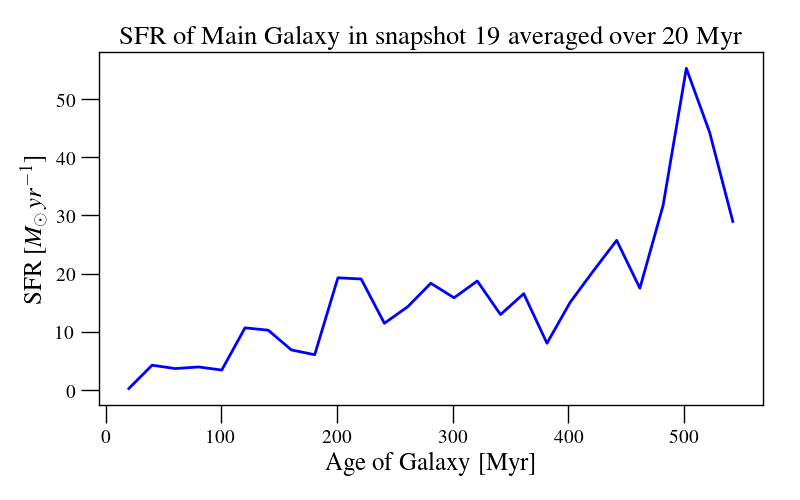 SFR of Main Galaxy in snapshot 19 averaged over 20 Myr
SFR [M⊙ yr⁻¹]
50
40
30
20
10
0
0 100 200 300 400 500
Age of Galaxy [Myr]